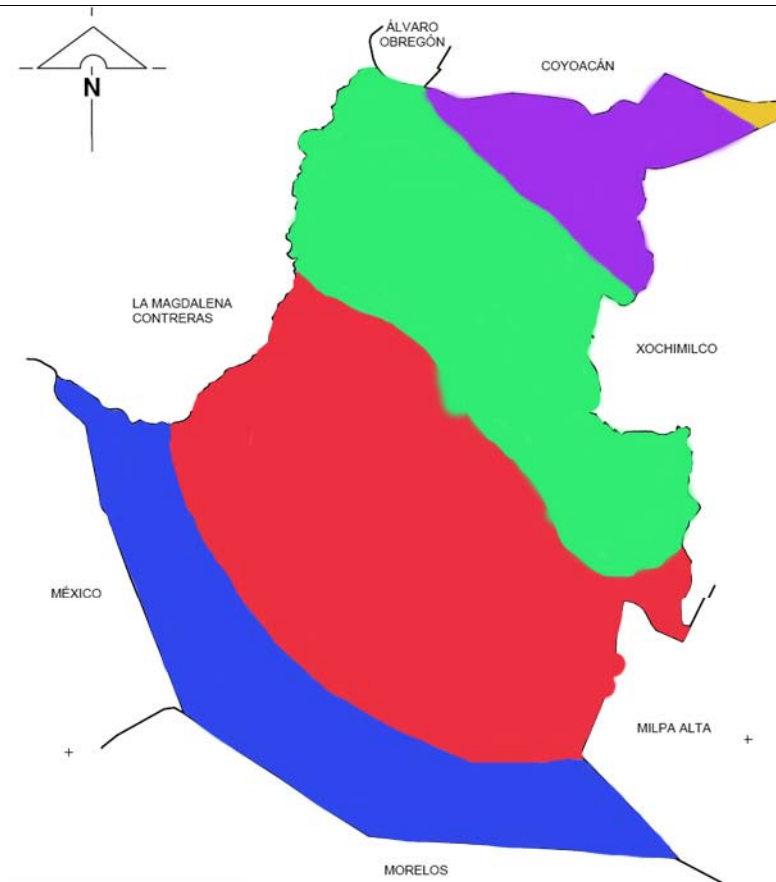 ÁLVARO
OBREGÓN
COYOACÁN
N
LA MAGDALENA
CONTRERAS
XOCHIMILCO
MÉXICO
MILPA ALTA
MORELOS